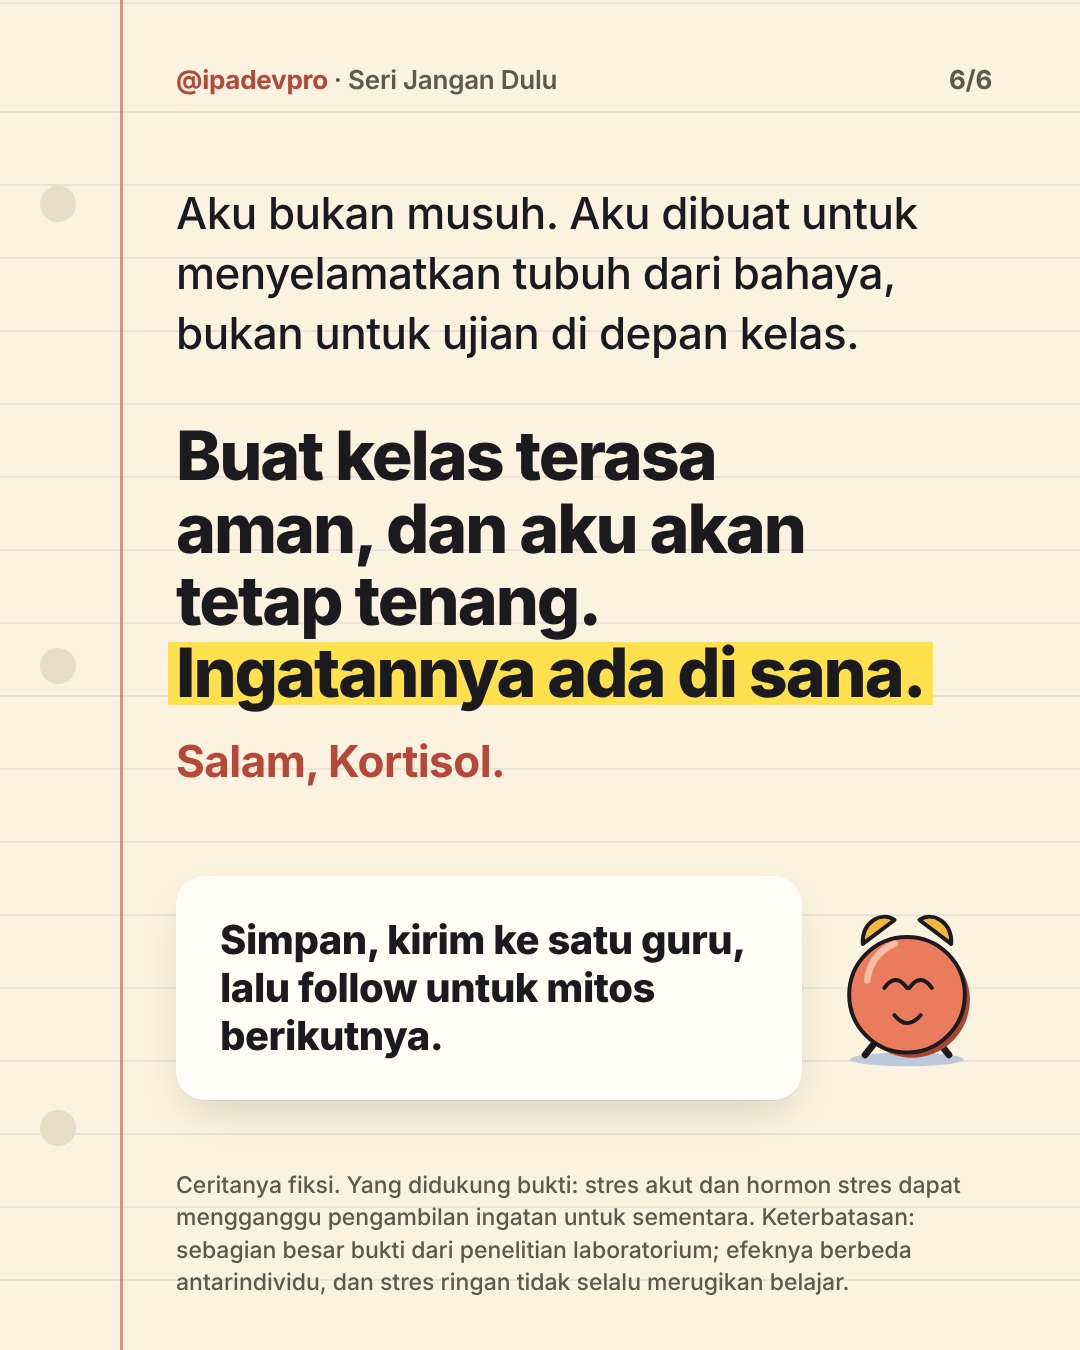 @ipadevpro · Seri Jangan Dulu
6/6
Aku bukan musuh. Aku dibuat untuk
menyelamatkan tubuh dari bahaya,
bukan untuk ujian di depan kelas.
Buat kelas terasa
aman, dan aku akan
tetap tenang.
Ingatannya ada di sana.
Salam, Kortisol.
Simpan, kirim ke satu guru,
lalu follow untuk mitos
berikutnya.
Ceritanya fiksi. Yang didukung bukti: stres akut dan hormon stres dapat
mengganggu pengambilan ingatan untuk sementara. Keterbatasan:
sebagian besar bukti dari penelitian laboratorium; efeknya berbeda
antarindividu, dan stres ringan tidak selalu merugikan belajar.